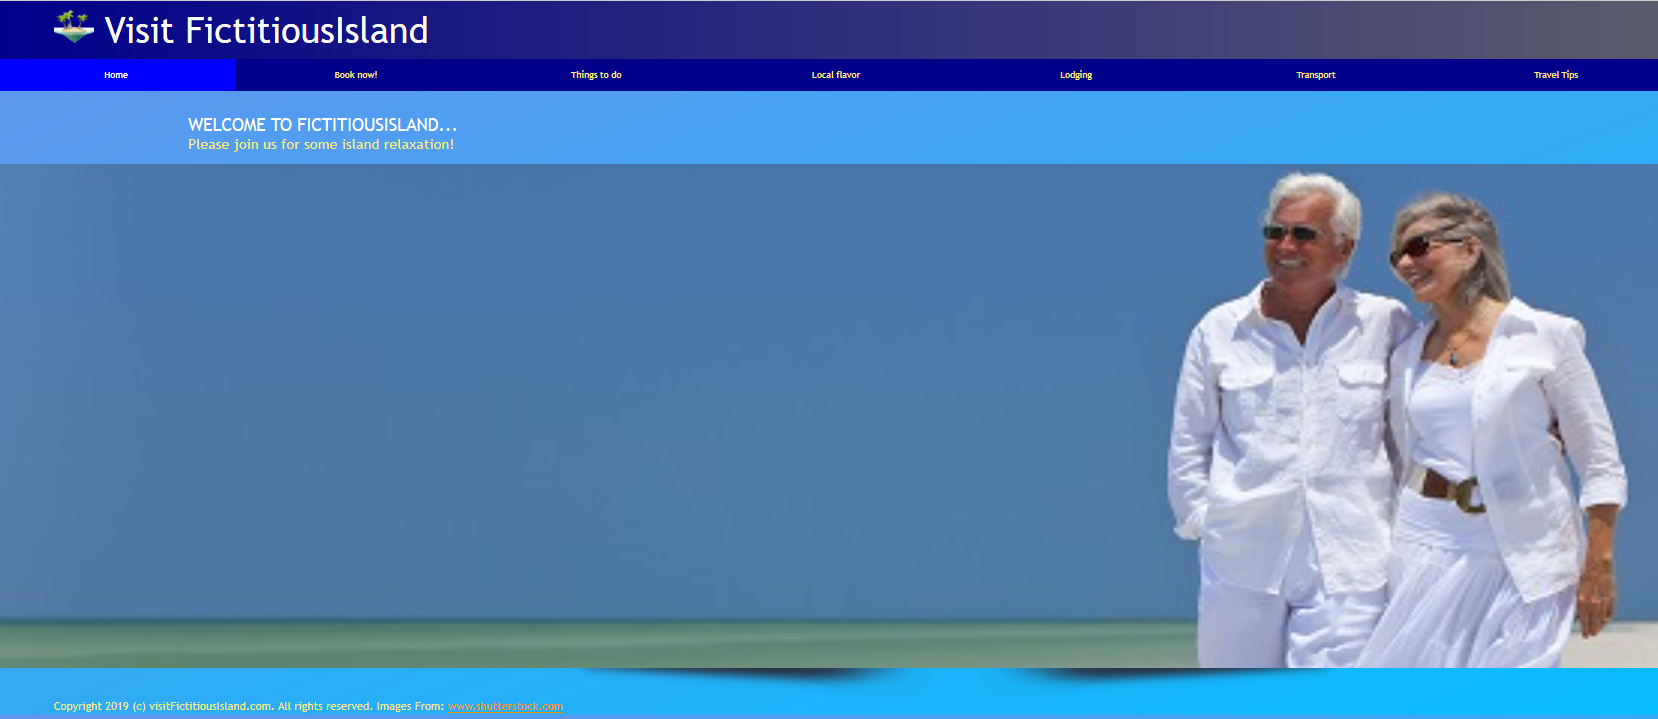 Visit FictitiousIsland
Home Book now! Things to do Local flavor Lodging Transport Travel Tips
WELCOME TO FICTITIOUSISLAND...
Please join us for some island relaxation!
Copyright 2019 (c) visitFictitiousIsland.com. All rights reserved. Images From: www.shutterstock.com